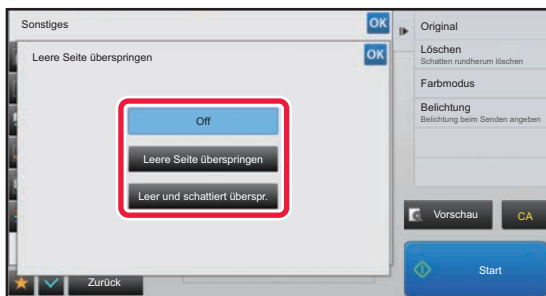 Sonstiges
OK
Leere Seite überspringen
OK
Off
Leere Seite überspringen
Leer und schattiert überspr.
Zurück
Original
Löschen
Schatten rundherum löschen
Farbmodus
Belichtung
Belichtung beim Senden angeben
Vorschau
CA
Start